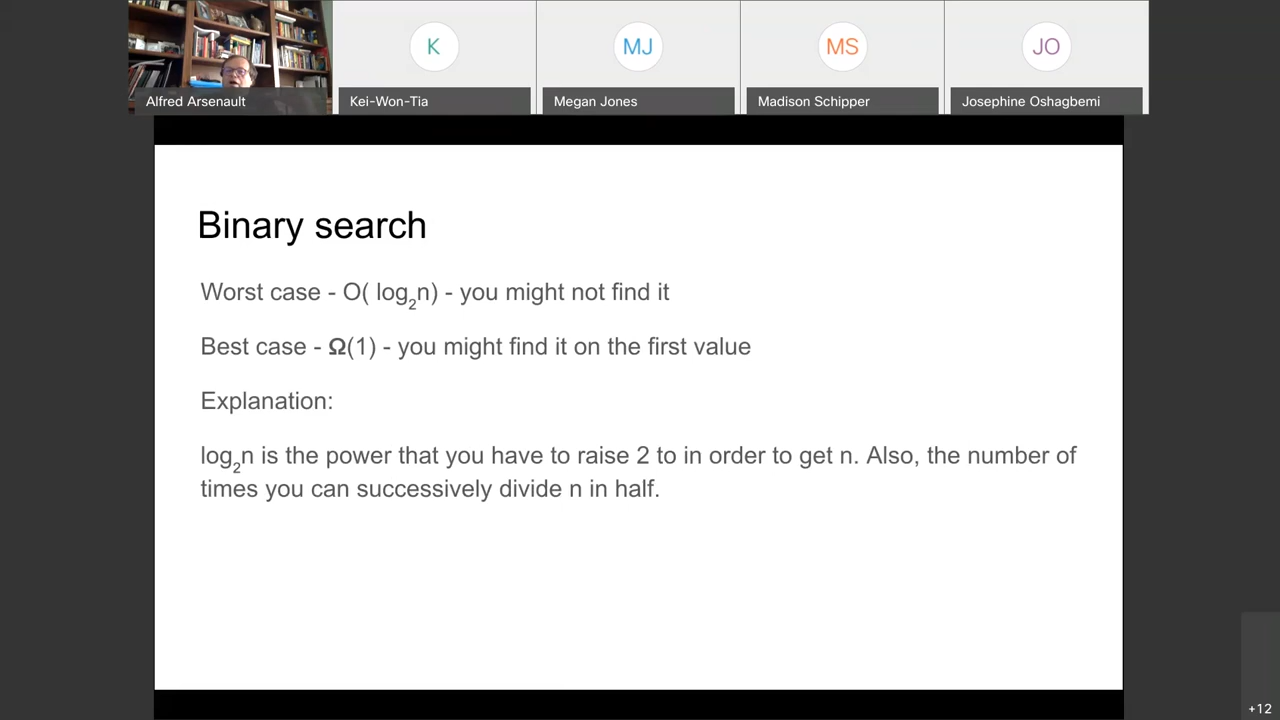 K
MJ
MS
JO
Alfred Arsenault
Kei-Won-Tia
Megan Jones
Madison Schipper
Josephine Oshagbemi
Binary search
Worst case - O( log₂n) - you might not find it
Best case - Ω(1) - you might find it on the first value
Explanation:
log₂n is the power that you have to raise 2 to in order to get n. Also, the number of
times you can successively divide n in half.
+12